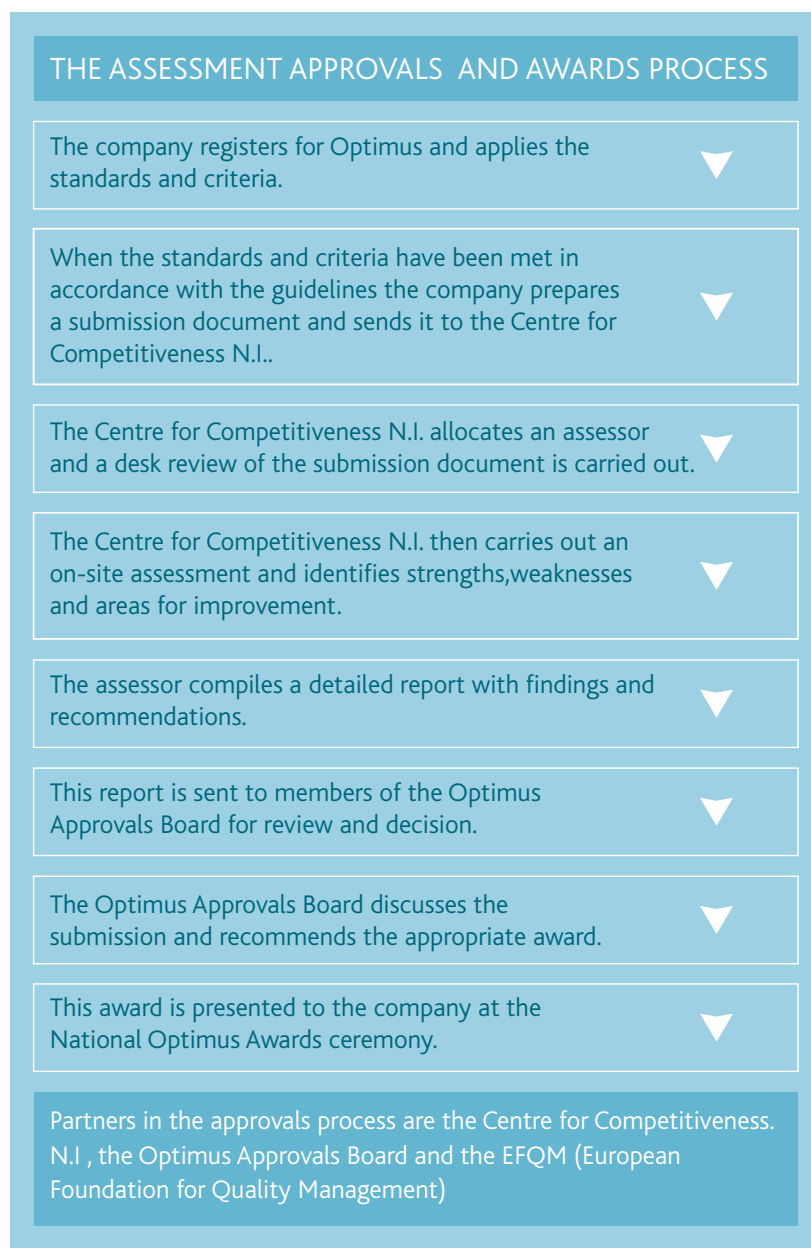 THE ASSESSMENT APPROVALS AND AWARDS PROCESS
The company registers for Optimus and applies the
standards and criteria.
When the standards and criteria have been met in
accordance with the guidelines the company prepares
a submission document and sends it to the Centre for
Competitiveness N.I..
The Centre for Competitiveness N.I. allocates an assessor
and a desk review of the submission document is carried out.
The Centre for Competitiveness N.I. then carries out an
on-site assessment and identifies strengths,weaknesses
and areas for improvement.
The assessor compiles a detailed report with findings and
recommendations.
This report is sent to members of the Optimus
Approvals Board for review and decision.
The Optimus Approvals Board discusses the
submission and recommends the appropriate award.
This award is presented to the company at the
National Optimus Awards ceremony.
Partners in the approvals process are the Centre for Competitiveness.
N.I , the Optimus Approvals Board and the EFQM (European
Foundation for Quality Management)